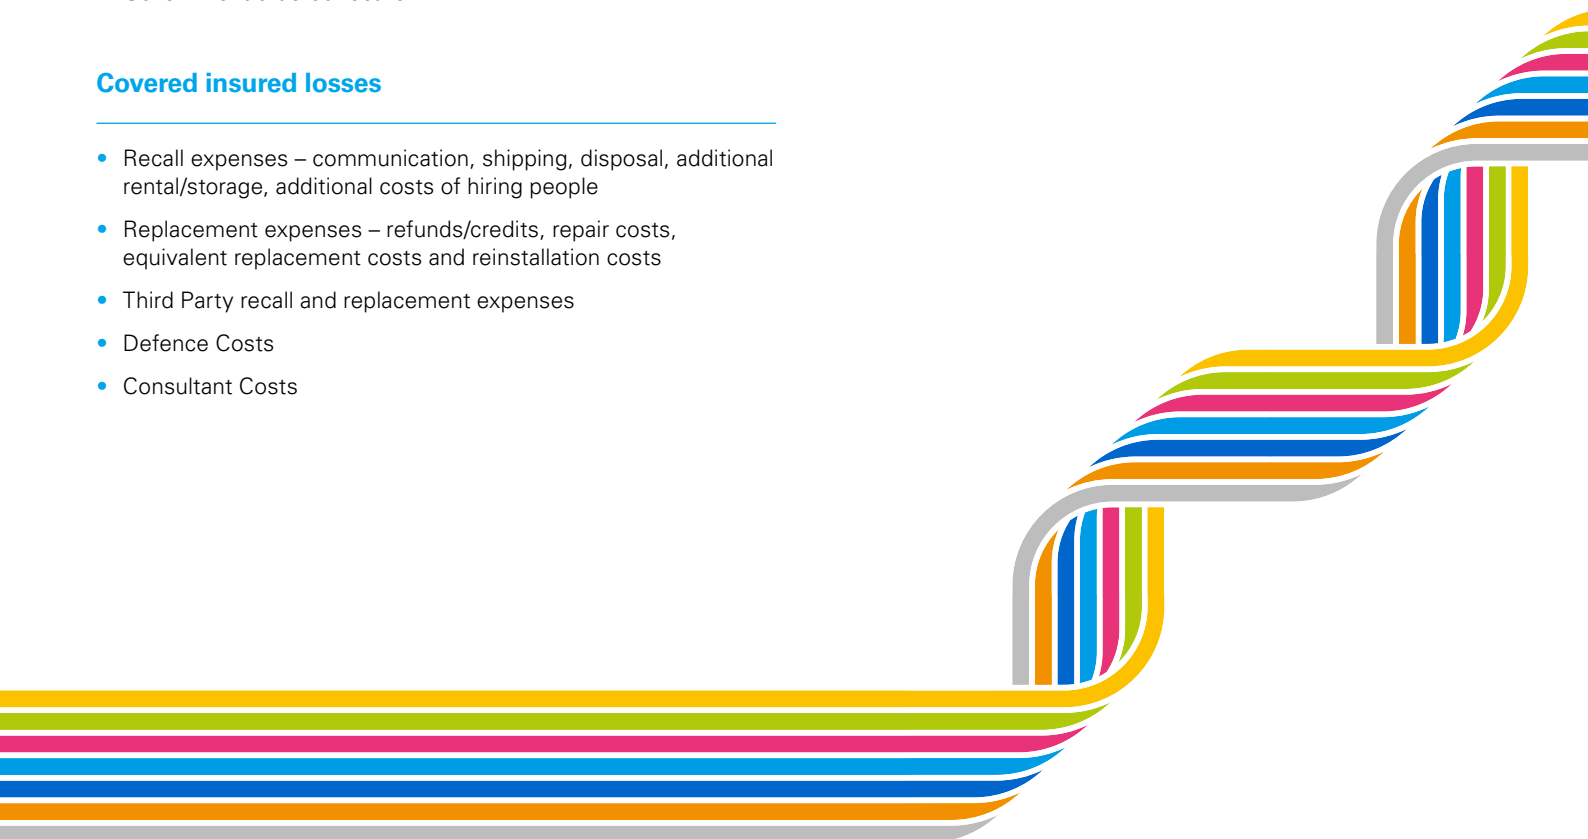 Covered insured losses
• Recall expenses – communication, shipping, disposal, additional
rental/storage, additional costs of hiring people
• Replacement expenses – refunds/credits, repair costs,
equivalent replacement costs and reinstallation costs
• Third Party recall and replacement expenses
• Defence Costs
• Consultant Costs